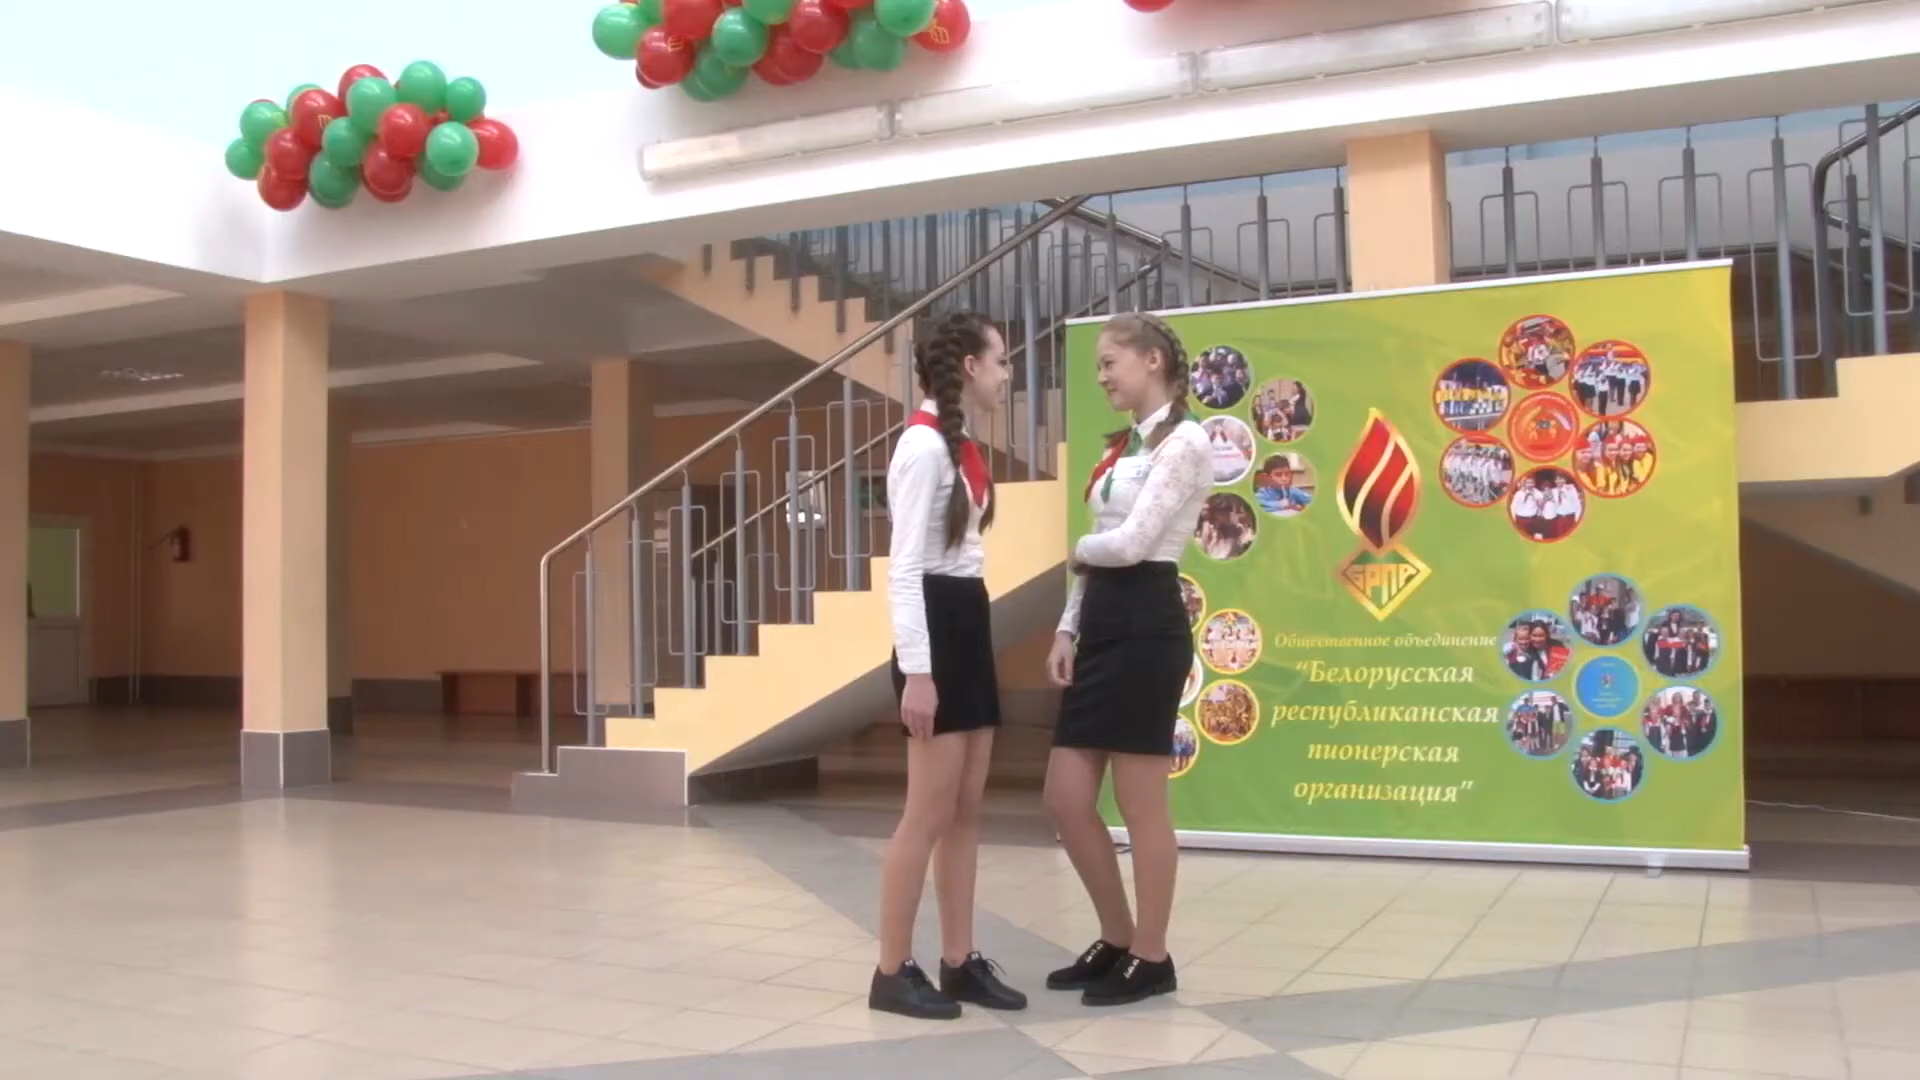 БРПО
Общественное объединение
“Белорусская
республиканская
пионерская
организация”